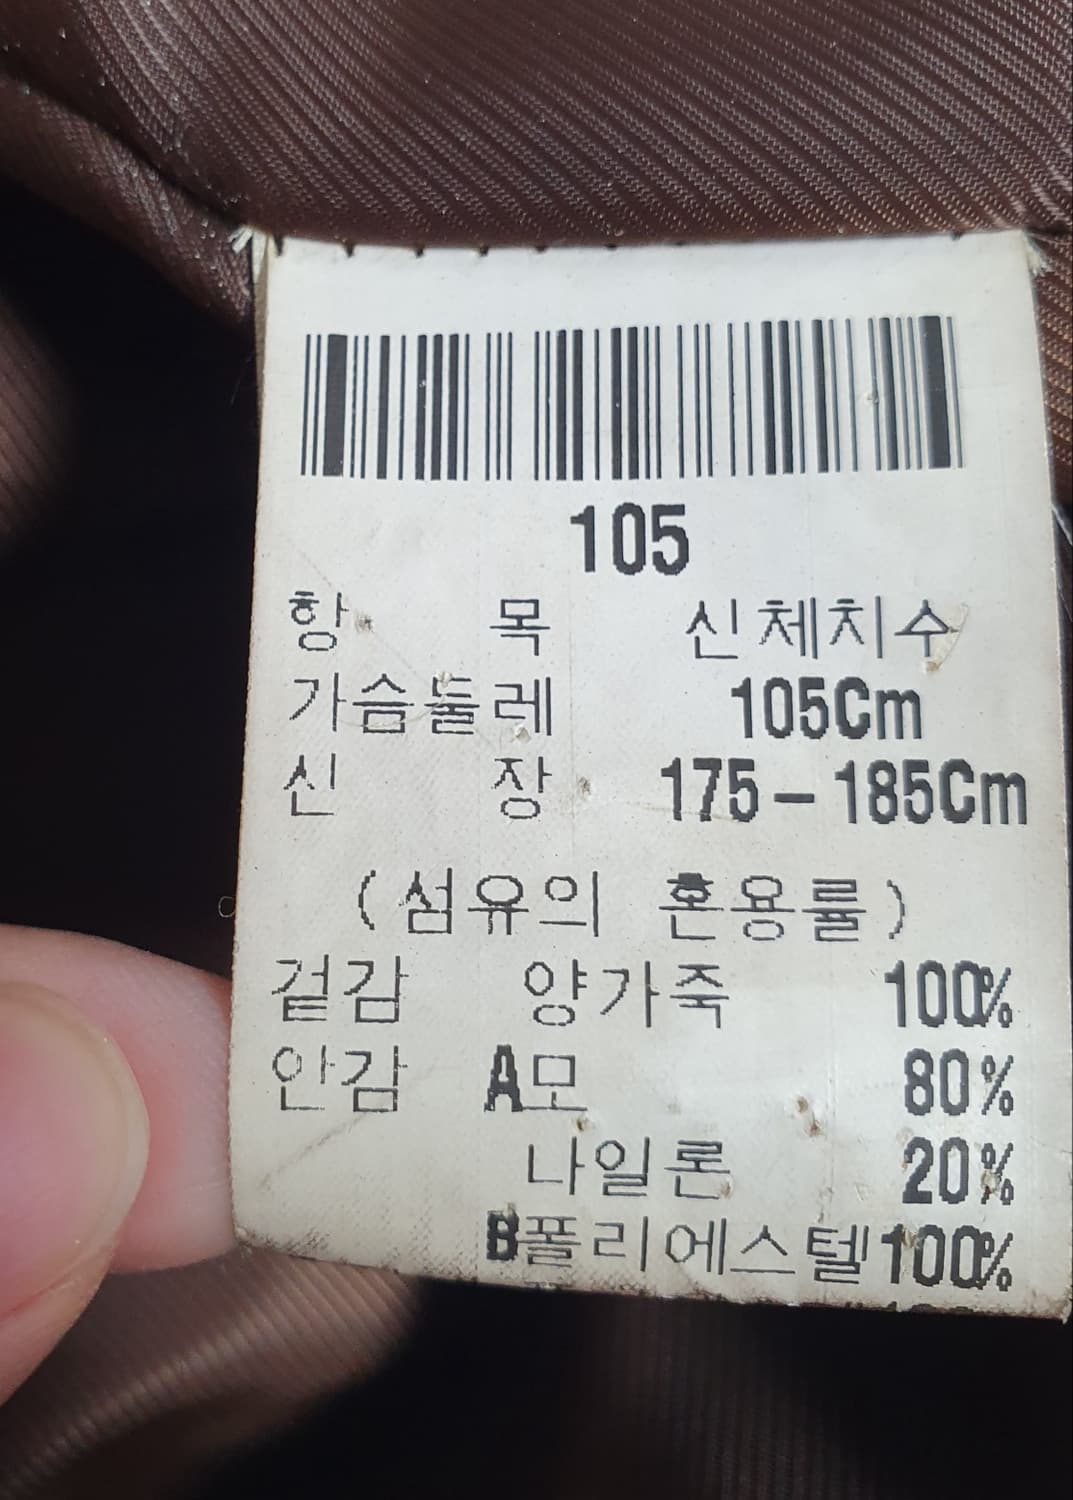 105
항 목 신체치수
가슴둘레 105Cm
신 장 175-185Cm
(섬유의 혼용률)
겉감 양가죽 100%
안감 A모 80%
나일론 20%
B폴리에스텔100%